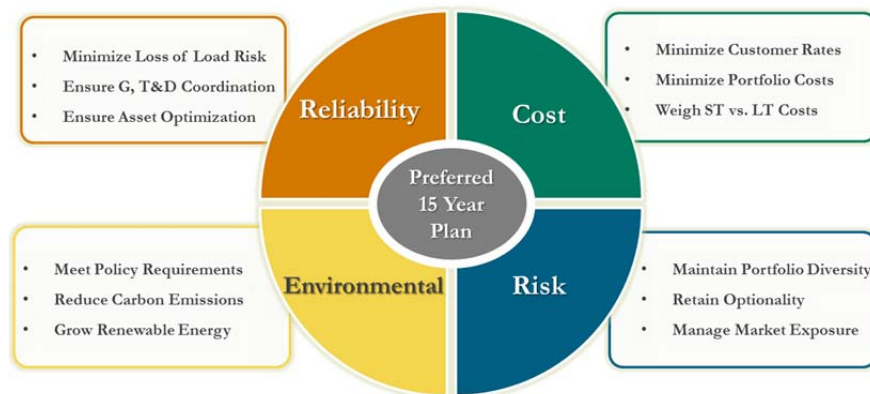 • Minimize Loss of Load Risk
• Ensure G, T&D Coordination
• Ensure Asset Optimization
Reliability
Cost
• Minimize Customer Rates
• Minimize Portfolio Costs
• Weigh ST vs. LT Costs
Preferred
15 Year
Plan
• Meet Policy Requirements
• Reduce Carbon Emissions
• Grow Renewable Energy
Environmental
Risk
• Maintain Portfolio Diversity
• Retain Optionality
• Manage Market Exposure